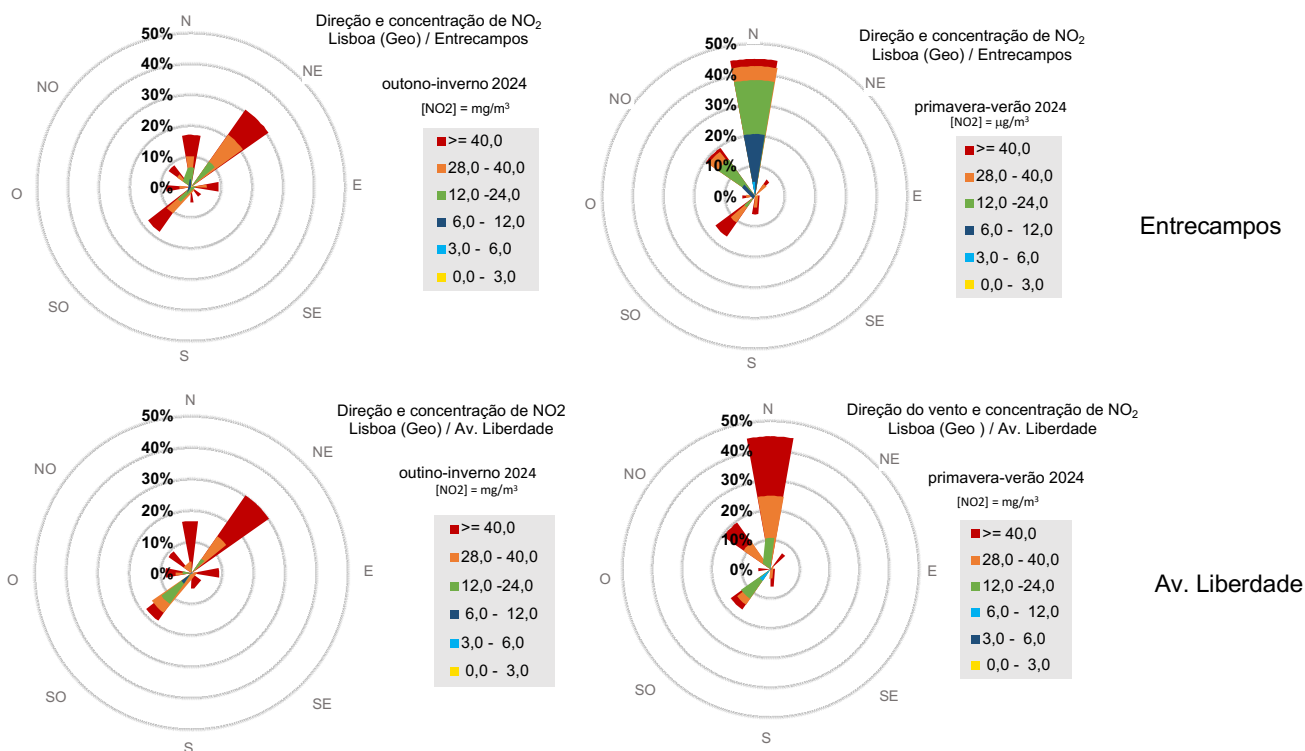 Direção e concentração de NO₂
Lisboa (Geo) / Entrecampos
outono-inverno 2024
[NO2] = mg/m³
>= 40,0
28,0 - 40,0
12,0 -24,0
6,0 - 12,0
3,0 - 6,0
0,0 - 3,0
N
NE
E
SE
S
SO
O
NO
50%
40%
30%
20%
10%
0%
Direção e concentração de NO₂
Lisboa (Geo) / Entrecampos
primavera-verão 2024
[NO2] = µg/m³
>= 40,0
28,0 - 40,0
12,0 -24,0
6,0 - 12,0
3,0 - 6,0
0,0 - 3,0
N
NE
E
SE
S
SO
O
NO
50%
40%
30%
20%
10%
0%
Entrecampos
Direção e concentração de NO2
Lisboa (Geo) / Av. Liberdade
outino-inverno 2024
[NO2] = mg/m³
>= 40,0
28,0 - 40,0
12,0 -24,0
6,0 - 12,0
3,0 - 6,0
0,0 - 3,0
N
NE
E
SE
S
SO
O
NO
50%
40%
30%
20%
10%
0%
Direção do vento e concentração de NO₂
Lisboa (Geo ) / Av. Liberdade
primavera-verão 2024
[NO2] = mg/m³
>= 40,0
28,0 - 40,0
12,0 -24,0
6,0 - 12,0
3,0 - 6,0
0,0 - 3,0
N
NE
E
SE
S
SO
O
NO
50%
40%
30%
20%
10%
0%
Av. Liberdade